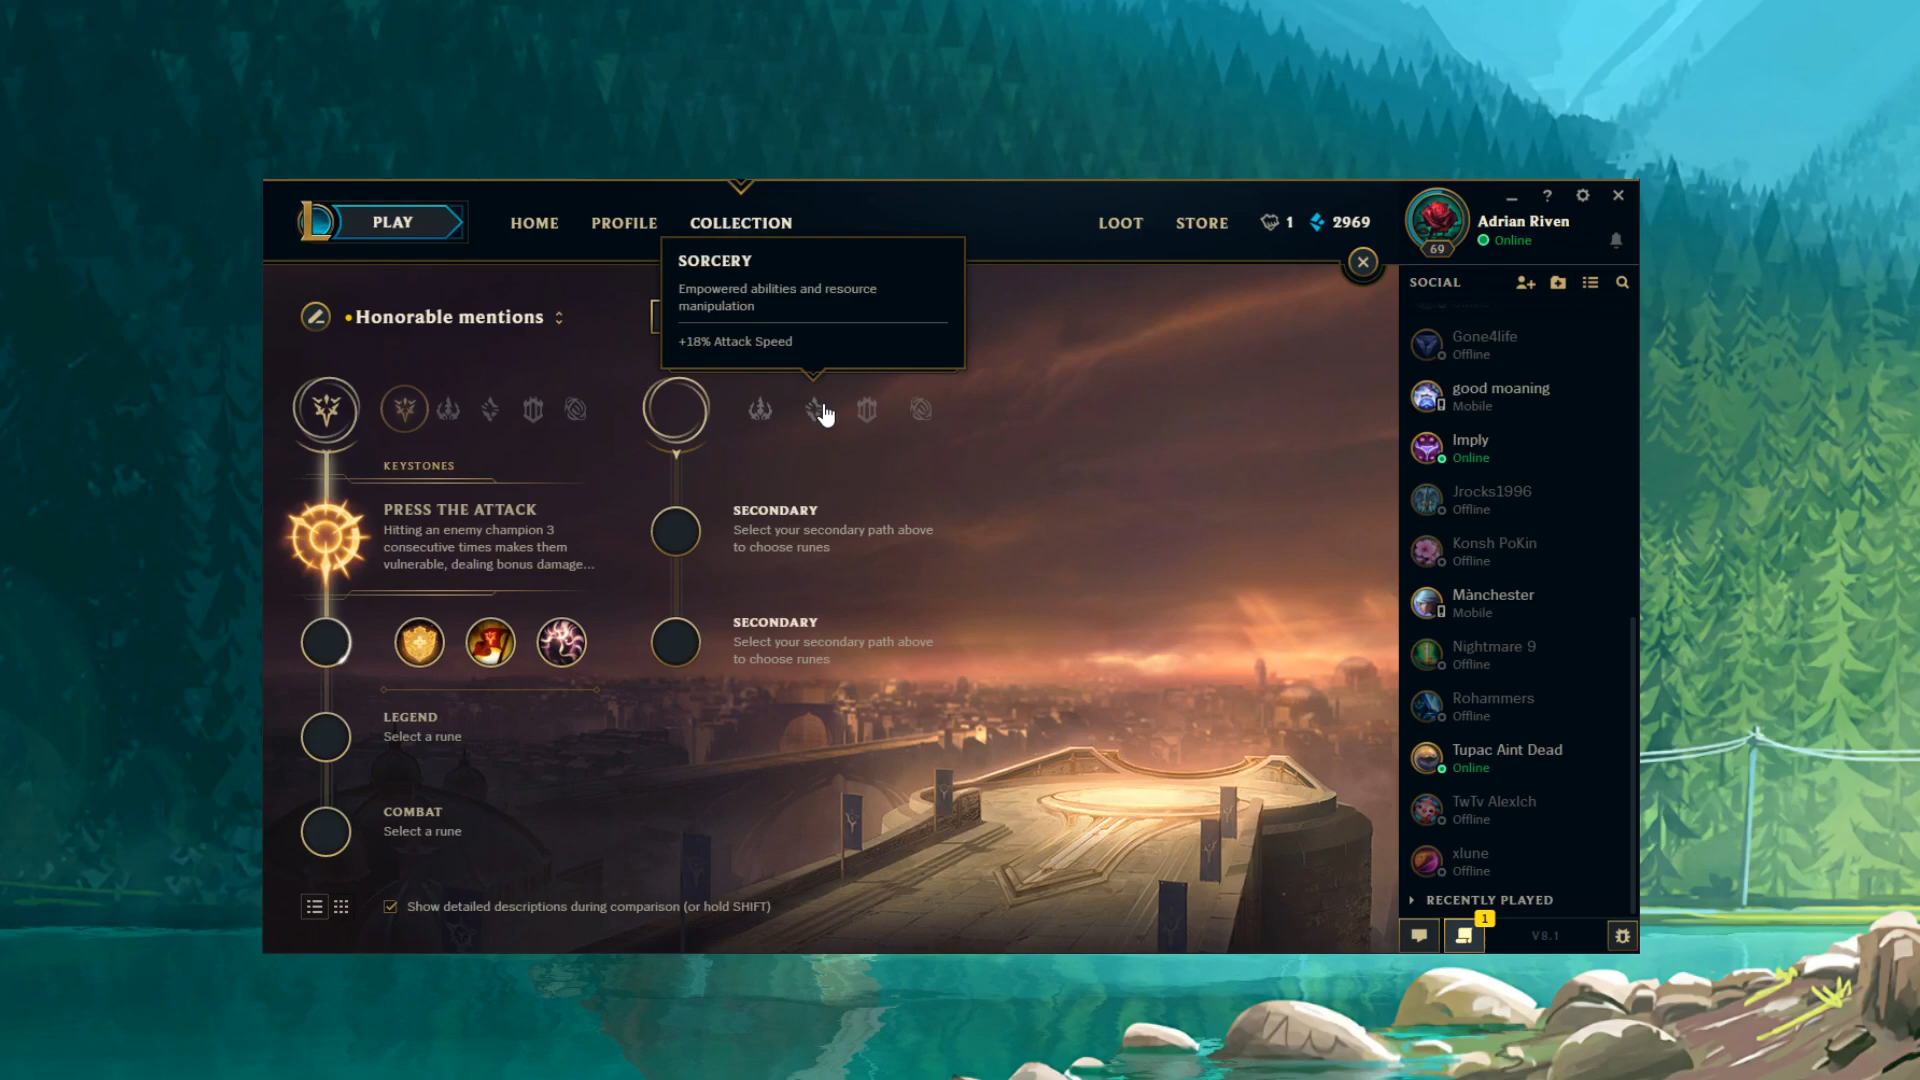 PLAY
HOME
PROFILE
COLLECTION
LOOT
STORE
1
2969
?
Adrian Riven
Online
69
SORCERY
Empowered abilities and resource
manipulation
+18% Attack Speed
Honorable mentions
KEYSTONES
PRESS THE ATTACK
Hitting an enemy champion 3
consecutive times makes them
vulnerable, dealing bonus damage...
LEGEND
Select a rune
COMBAT
Select a rune
SECONDARY
Select your secondary path above
to choose runes
SECONDARY
Select your secondary path above
to choose runes
Show detailed descriptions during comparison (or hold SHIFT)
SOCIAL
Gone4life
Offline
good moaning
Mobile
Imply
Online
Jrocks1996
Offline
Konsh PoKin
Offline
Mànchester
Mobile
Nightmare 9
Offline
Rohammers
Offline
Tupac Aint Dead
Online
TwTv Alexlch
Offline
xlune
Offline
RECENTLY PLAYED
1
V8.1